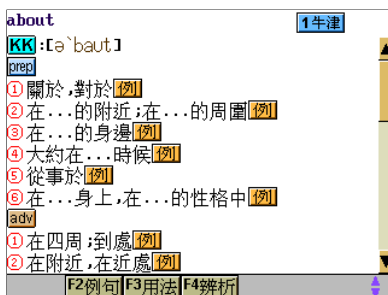 about 1牛津
KK:[ə`baut]
prep
①關於,對於例
②在...的附近;在...的周圍例
③在...的身邊例
④大約在...時候例
⑤從事於例
⑥在...身上,在...的性格中例
adv
①在四周;到處例
②在附近,在近處例
F2例句 F3用法 F4辨析